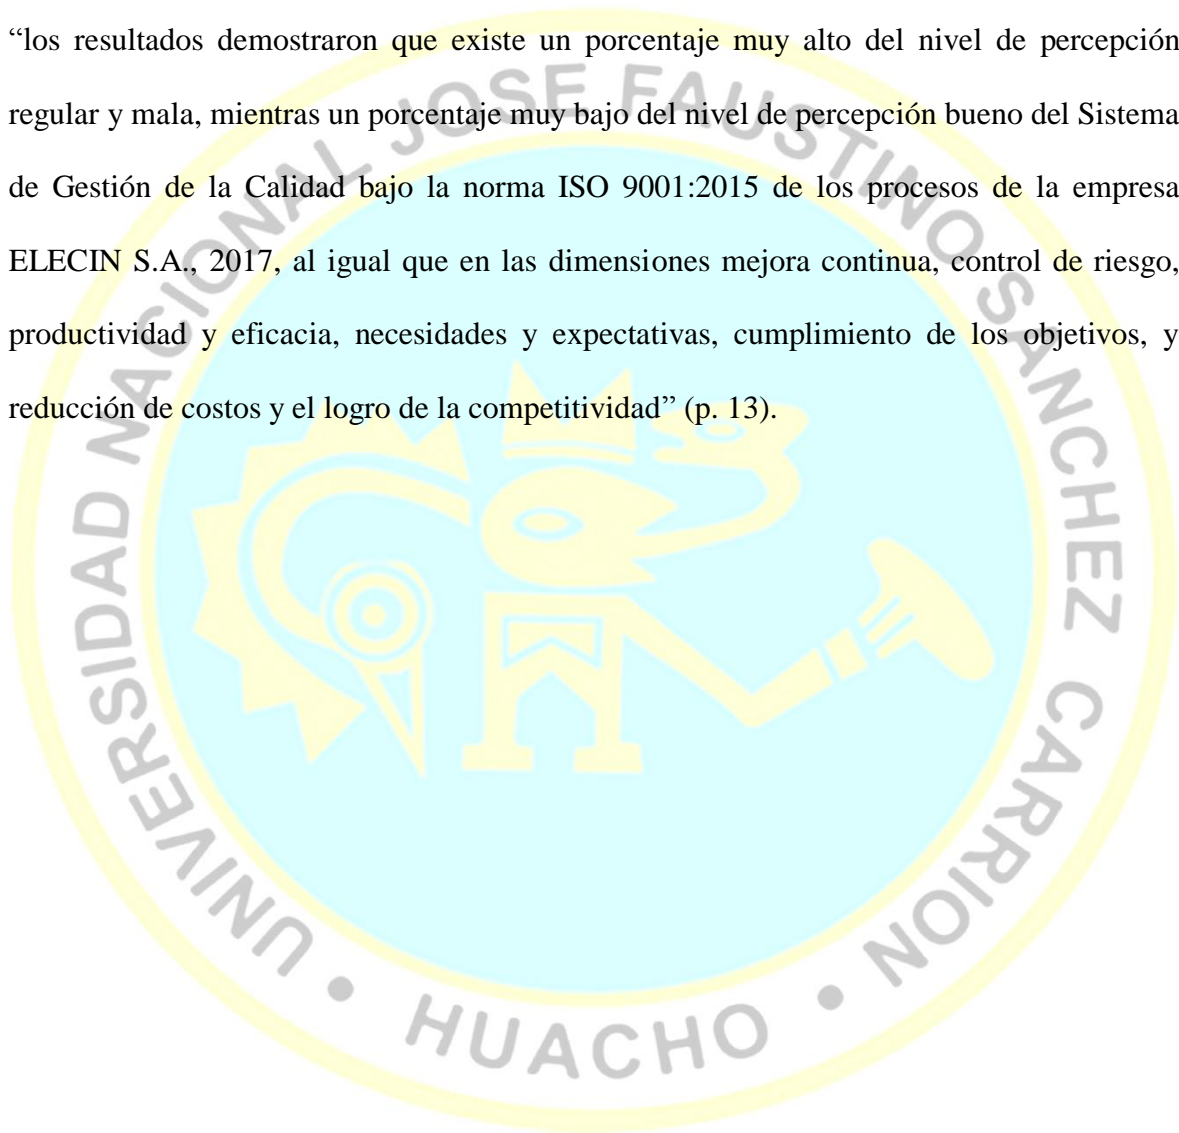 “los resultados demostraron que existe un porcentaje muy alto del nivel de percepción
regular y mala, mientras un porcentaje muy bajo del nivel de percepción bueno del Sistema
de Gestión de la Calidad bajo la norma ISO 9001:2015 de los procesos de la empresa
ELECIN S.A., 2017, al igual que en las dimensiones mejora continua, control de riesgo,
productividad y eficacia, necesidades y expectativas, cumplimiento de los objetivos, y
reducción de costos y el logro de la competitividad” (p. 13).
UNIVERSIDAD NACIONAL JOSE FAUSTINO SANCHEZ CARRION • HUACHO •